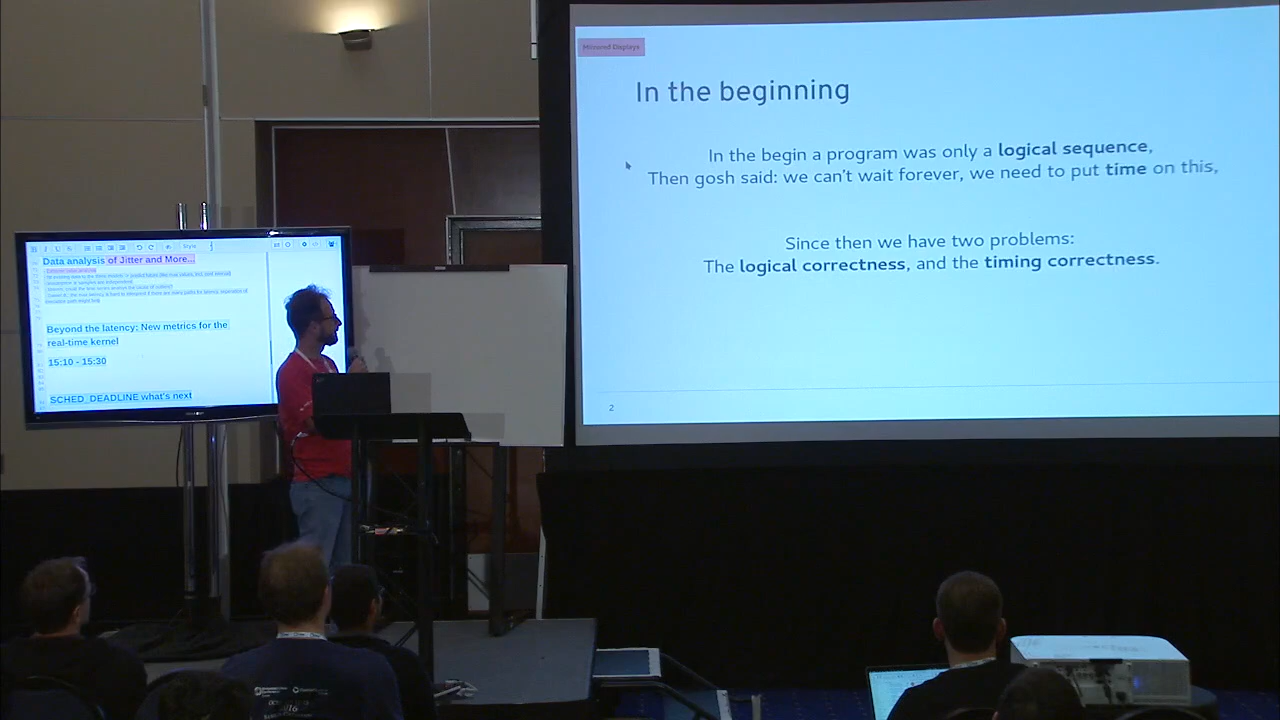 Mirrored Displays
In the beginning
In the begin a program was only a logical sequence,
Then gosh said: we can't wait forever, we need to put time on this,
Since then we have two problems:
The logical correctness, and the timing correctness.
2
Style
Data analysis of Jitter and More...
Beyond the latency: New metrics for the
real-time kernel
15:10 - 15:30
SCHED_DEADLINE what's next